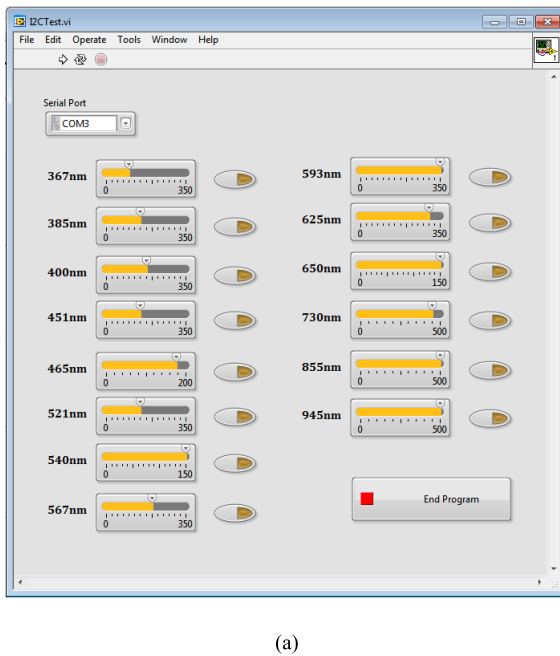 I2CTest.vi
File Edit Operate Tools Window Help
1
Serial Port
COM3
367nm
0 350
385nm
0 350
400nm
0 350
451nm
0 350
465nm
0 200
521nm
0 350
540nm
0 150
567nm
0 350
593nm
0 350
625nm
0 350
650nm
0 150
730nm
0 500
855nm
0 500
945nm
0 500
End Program
(a)